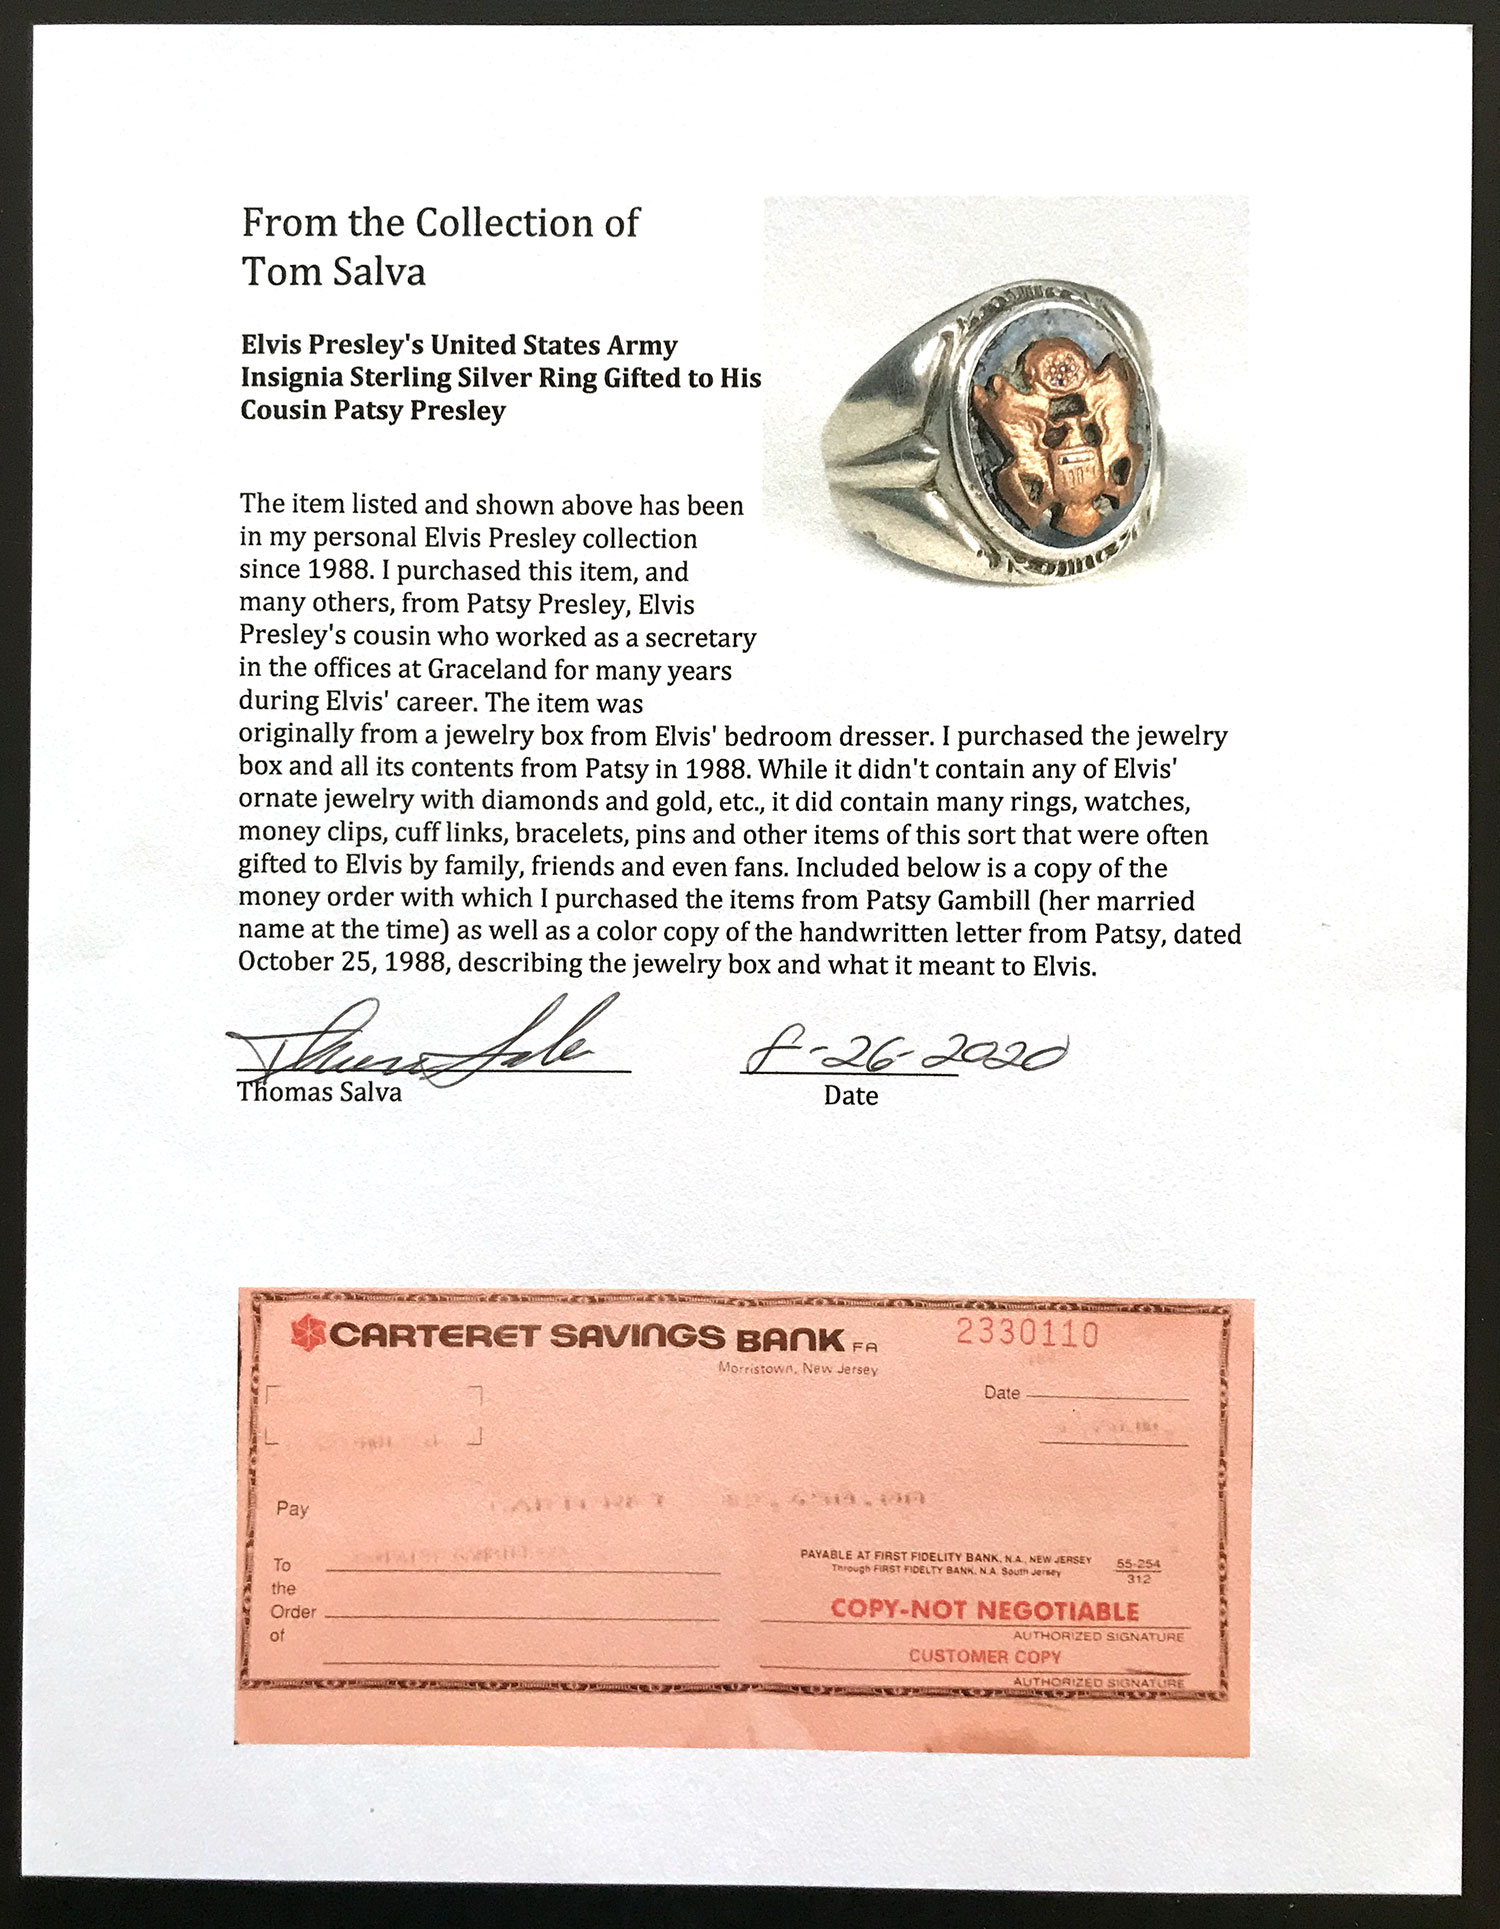 From the Collection of
Tom Salva
Elvis Presley's United States Army
Insignia Sterling Silver Ring Gifted to His
Cousin Patsy Presley
The item listed and shown above has been
in my personal Elvis Presley collection
since 1988. I purchased this item, and
many others, from Patsy Presley, Elvis
Presley's cousin who worked as a secretary
in the offices at Graceland for many years
during Elvis' career. The item was
originally from a jewelry box from Elvis' bedroom dresser. I purchased the jewelry
box and all its contents from Patsy in 1988. While it didn't contain any of Elvis'
ornate jewelry with diamonds and gold, etc., it did contain many rings, watches,
money clips, cuff links, bracelets, pins and other items of this sort that were often
gifted to Elvis by family, friends and even fans. Included below is a copy of the
money order with which I purchased the items from Patsy Gambill (her married
name at the time) as well as a color copy of the handwritten letter from Patsy, dated
October 25, 1988, describing the jewelry box and what it meant to Elvis.
Thomas Salva 8-26-2020
Thomas Salva Date
CARTERET SAVINGS BANK FA 2330110
Morristown, New Jersey
Date
Pay
To
the
Order
of
PAYABLE AT FIRST FIDELITY BANK, N.A., NEW JERSEY
Through FIRST FIDELTY BANK, N.A. South Jersey
55-254
312
COPY-NOT NEGOTIABLE
AUTHORIZED SIGNATURE
CUSTOMER COPY
AUTHORIZED SIGNATURE